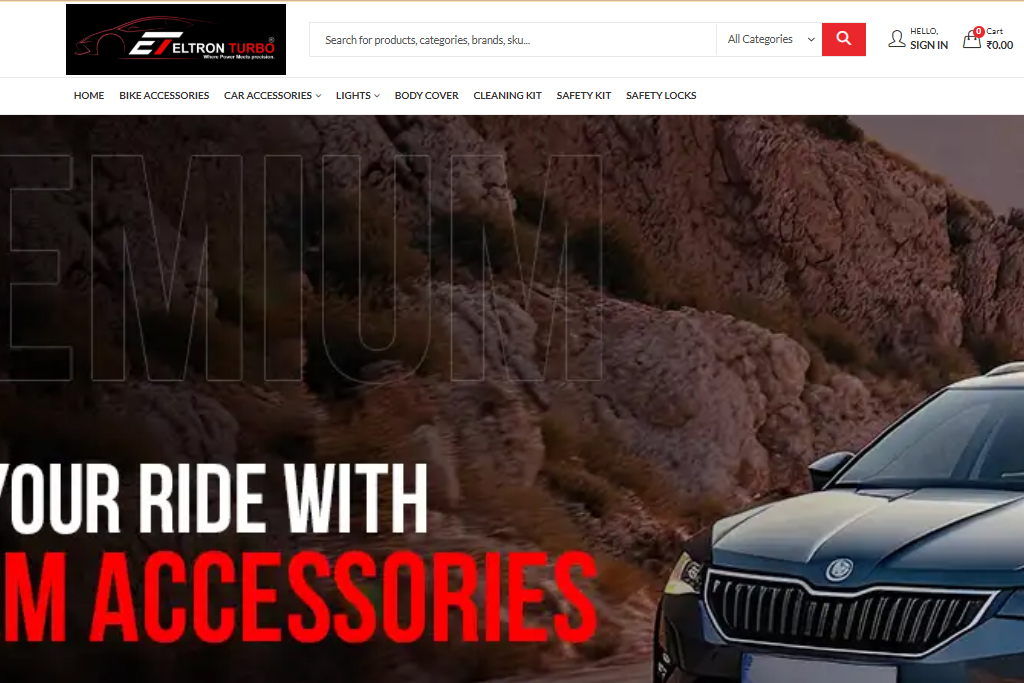 ELTRON TURBO
Where Power Meets precision.
Search for products, categories, brands, sku...
All Categories
HELLO,
SIGN IN
0
Cart
₹0.00
HOME
BIKE ACCESSORIES
CAR ACCESSORIES
LIGHTS
BODY COVER
CLEANING KIT
SAFETY KIT
SAFETY LOCKS
EMIUM
YOUR RIDE WITH
M ACCESSORIES